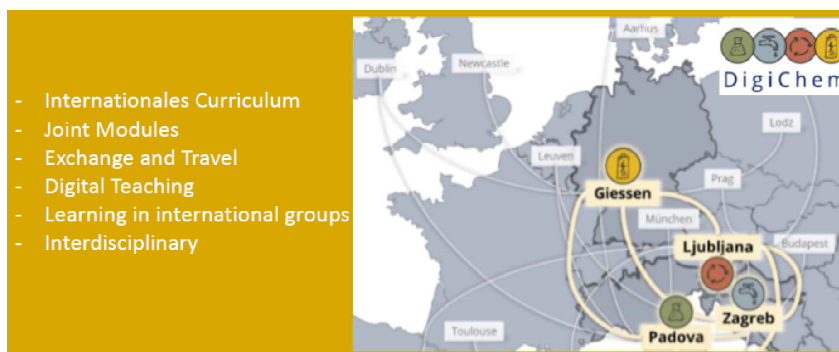 - Internationales Curriculum
- Joint Modules
- Exchange and Travel
- Digital Teaching
- Learning in international groups
- Interdisciplinary
Aarhus
DigiChem
Dublin
Newcastle
Lodz
Leuven
Prag
Giessen
München
Ljubljana
Budapest
Zagreb
Padova
Toulouse